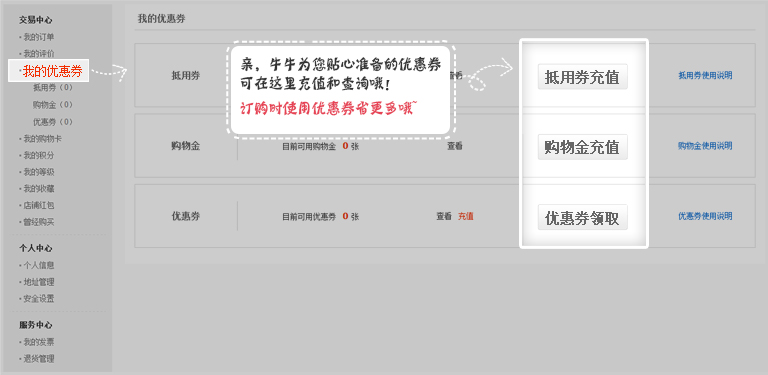 交易中心
• 我的订单
• 我的评价
•我的优惠券
抵用券（0）
购物金（0）
优惠券（0）
• 我的购物卡
• 我的积分
• 我的等级
• 我的收藏
• 店铺红包
• 曾经购买
个人中心
• 个人信息
• 地址管理
• 安全设置
服务中心
• 我的发票
• 退货管理
我的优惠券
抵用券 查看 抵用券充值 抵用券使用说明
亲，牛牛为您贴心准备的优惠券
可在这里充值和查询哦！
订购时使用优惠券省更多哦~
购物金 目前可用购物金 0 张 查看 购物金充值 购物金使用说明
优惠券 目前可用优惠券 0 张 查看 充值 优惠券领取 优惠券使用说明